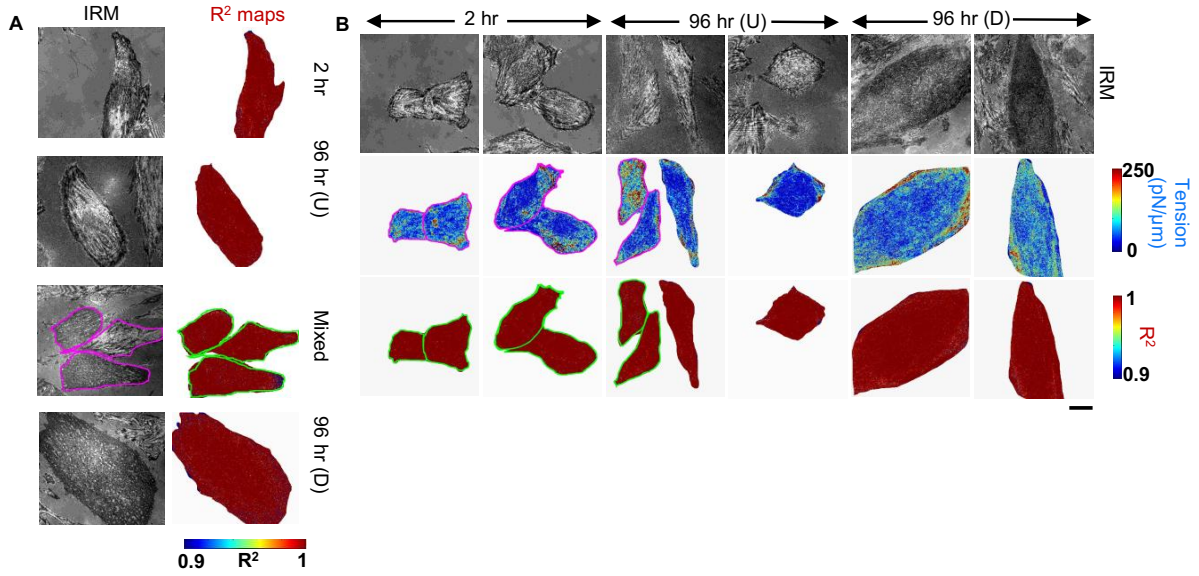 A
IRM
R² maps
2 hr
96 hr (U)
Mixed
96 hr (D)
0.9 R² 1
B
2 hr
96 hr (U)
96 hr (D)
IRM
250
0
Tension
(pN/μm)
1
0.9
R²